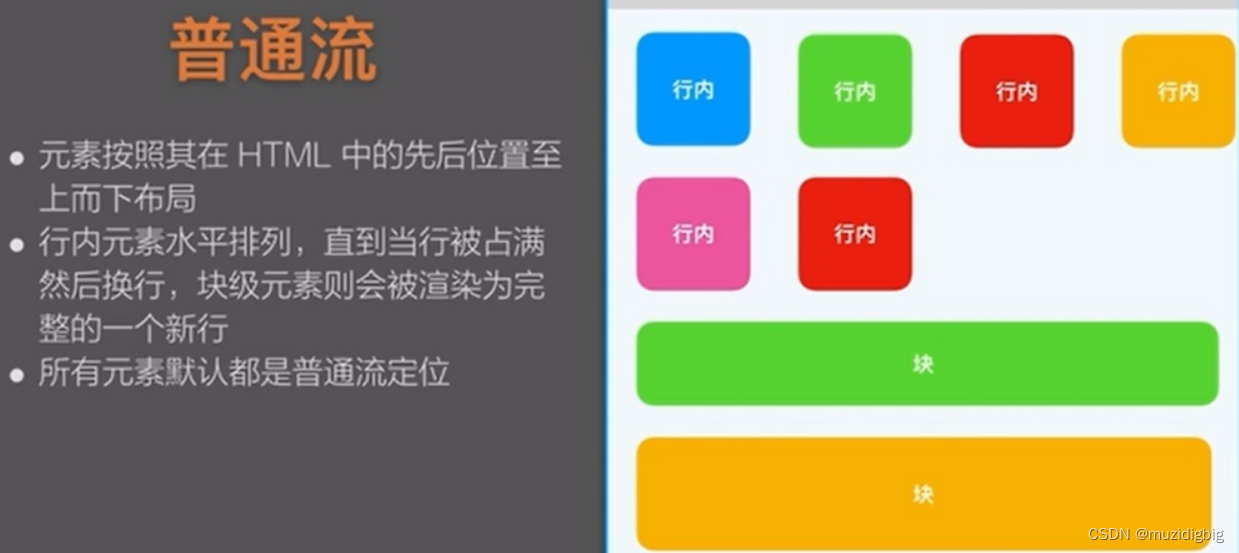 普通流
元素按照其在 HTML 中的先后位置至
上而下布局
行内元素水平排列，直到当行被占满
然后换行，块级元素则会被渲染为完
整的一个新行
所有元素默认都是普通流定位
行内 行内 行内 行内
行内 行内
块
块
CSDN @muzidigbig